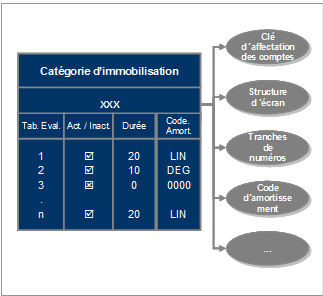 Catégorie d'immobilisation
XXX
Tab. Eval. Act. / Inact. Durée Code. Amort.
1 ☑ 20 LIN
2 ☑ 10 DEG
3 ☒ 0 0000
.
n ☑ 20 LIN
Clé
d'affectation
des comptes
Structure
d'écran
Tranches
de
numéros
Code
d'amortisse
ment
...